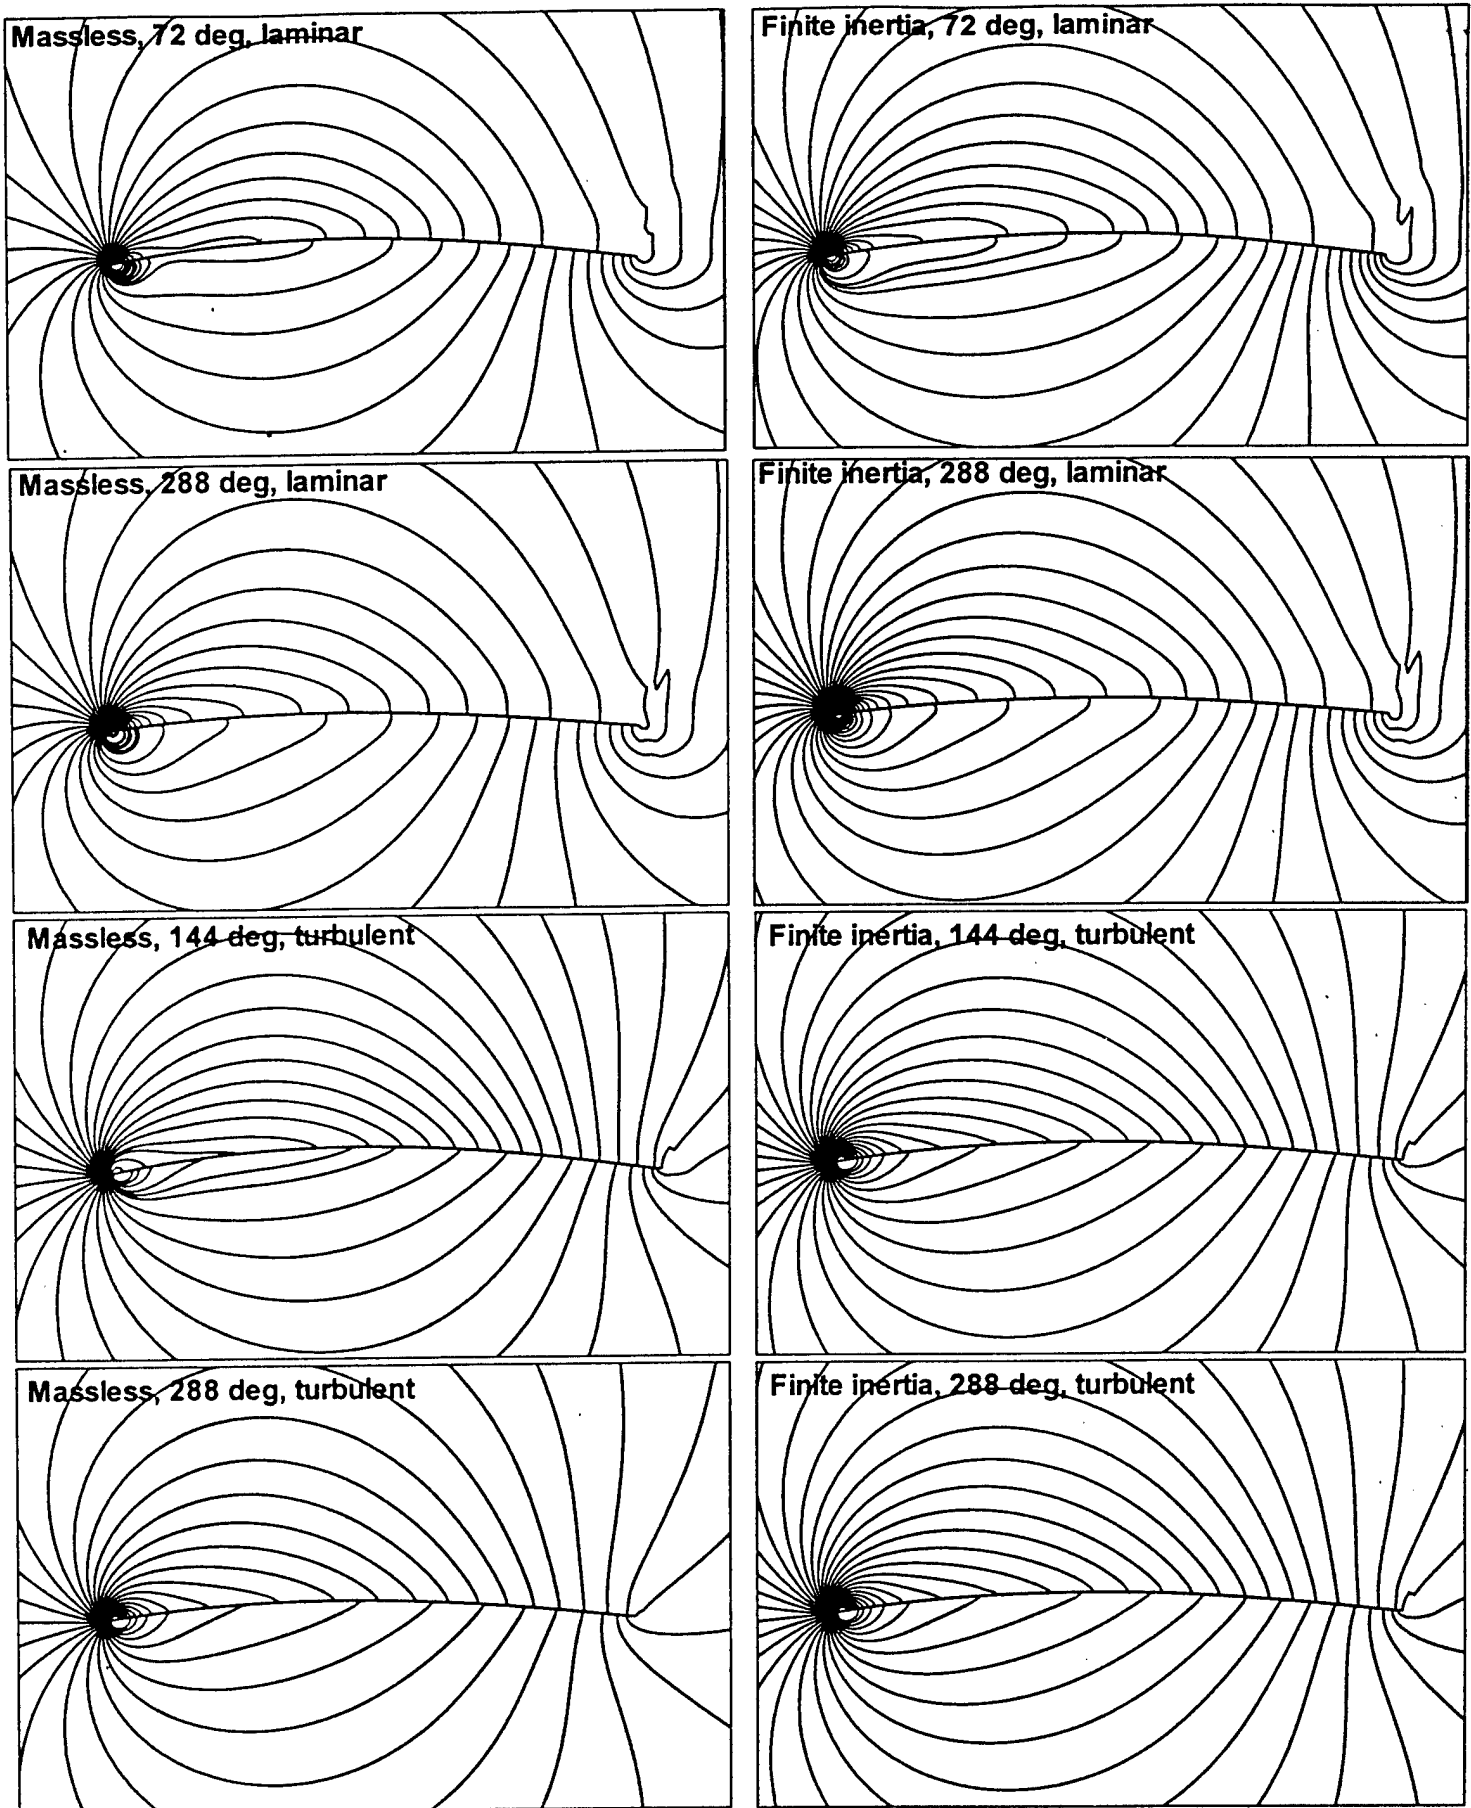 Massless, 72 deg, laminar
Finite inertia, 72 deg, laminar
Massless, 288 deg, laminar
Finite inertia, 288 deg, laminar
Massless, 144 deg, turbulent
Finite inertia, 144 deg, turbulent
Massless, 288 deg, turbulent
Finite inertia, 288 deg, turbulent